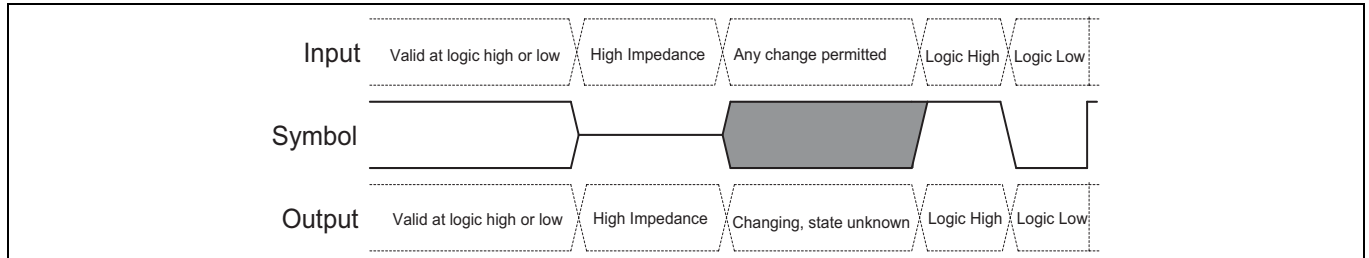 Input Valid at logic high or low High Impedance Any change permitted Logic High Logic Low
Symbol
Output Valid at logic high or low High Impedance Changing, state unknown Logic High Logic Low